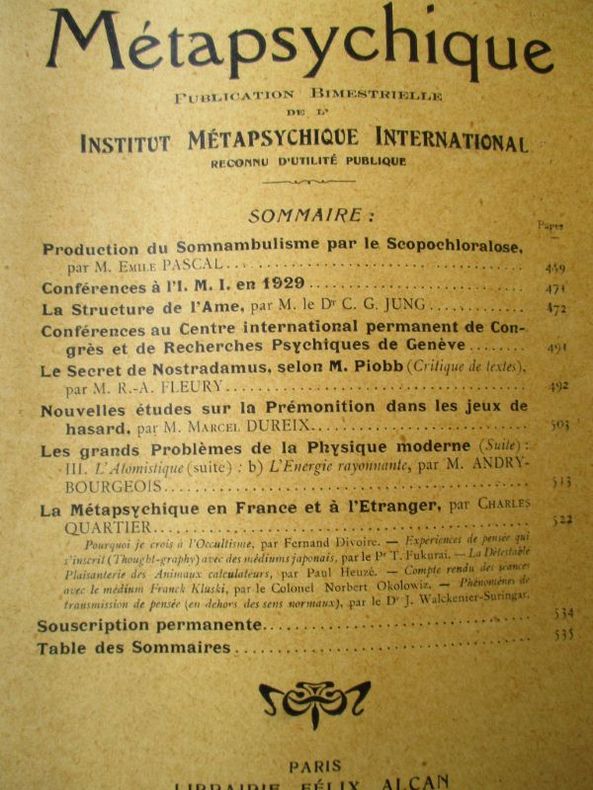 Métapsychique
PUBLICATION BIMESTRIELLE
DE L'
INSTITUT MÉTAPSYCHIQUE INTERNATIONAL
RECONNU D'UTILITÉ PUBLIQUE
SOMMAIRE :
Pages
Production du Somnambulisme par le Scopochloralose,
par M. EMILE PASCAL 449
Conférences à l'I. M. I. en 1929 471
La Structure de l'Ame, par M. le Dr C. G. JUNG 472
Conférences au Centre international permanent de Con-
grès et de Recherches Psychiques de Genève 491
Le Secret de Nostradamus, selon M. Piobb (Critique de textes),
par M. R.-A. FLEURY 492
Nouvelles études sur la Prémonition dans les jeux de
hasard, par M. MARCEL DUREIX 503
Les grands Problèmes de la Physique moderne (Suite) :
III. L'Atomistique (suite) : b) L'Energie rayonnante, par M. ANDRY-
BOURGEOIS 513
La Métapsychique en France et à l'Etranger, par CHARLES
QUARTIER 522
Pourquoi je crois à l'Occultisme, par Fernand Divoire. — Experiences de pensée qui
s'inscrit (Thought-graphy) avec des médiums japonais, par le Pr T. Fukurai. — La Détestable
Plaisanterie des Animaux calculateurs, par Paul Heuzé. — Compte rendu des séances
avec le médium Franck Kluski, par le Colonel Norbert Okolowiz. — Phénomènes de
transmission de pensée (en dehors des sens normaux), par le Dr J. Walckenier-Suringar.
Souscription permanente 534
Table des Sommaires 535
PARIS
LIBRAIRIE FÉLIX ALCAN